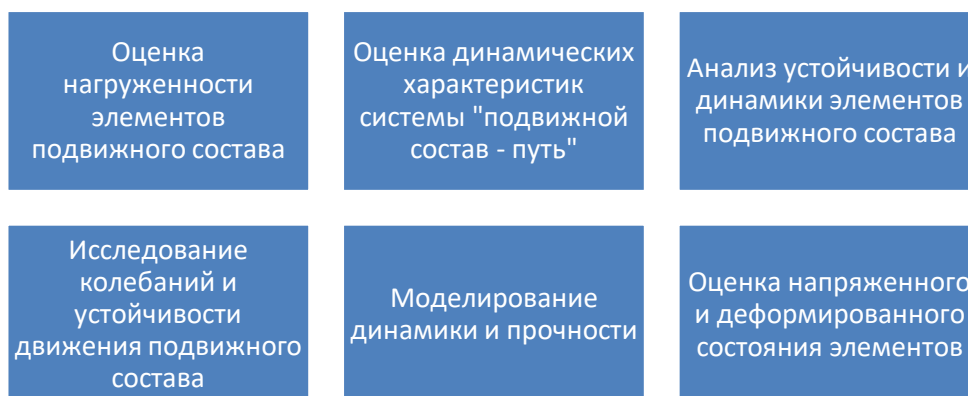 Оценка
нагруженности
элементов
подвижного состава
Оценка динамических
характеристик
системы "подвижной
состав - путь"
Анализ устойчивости и
динамики элементов
подвижного состава
Исследование
колебаний и
устойчивости
движения подвижного
состава
Моделирование
динамики и прочности
Оценка напряженного
и деформированного
состояния элементов